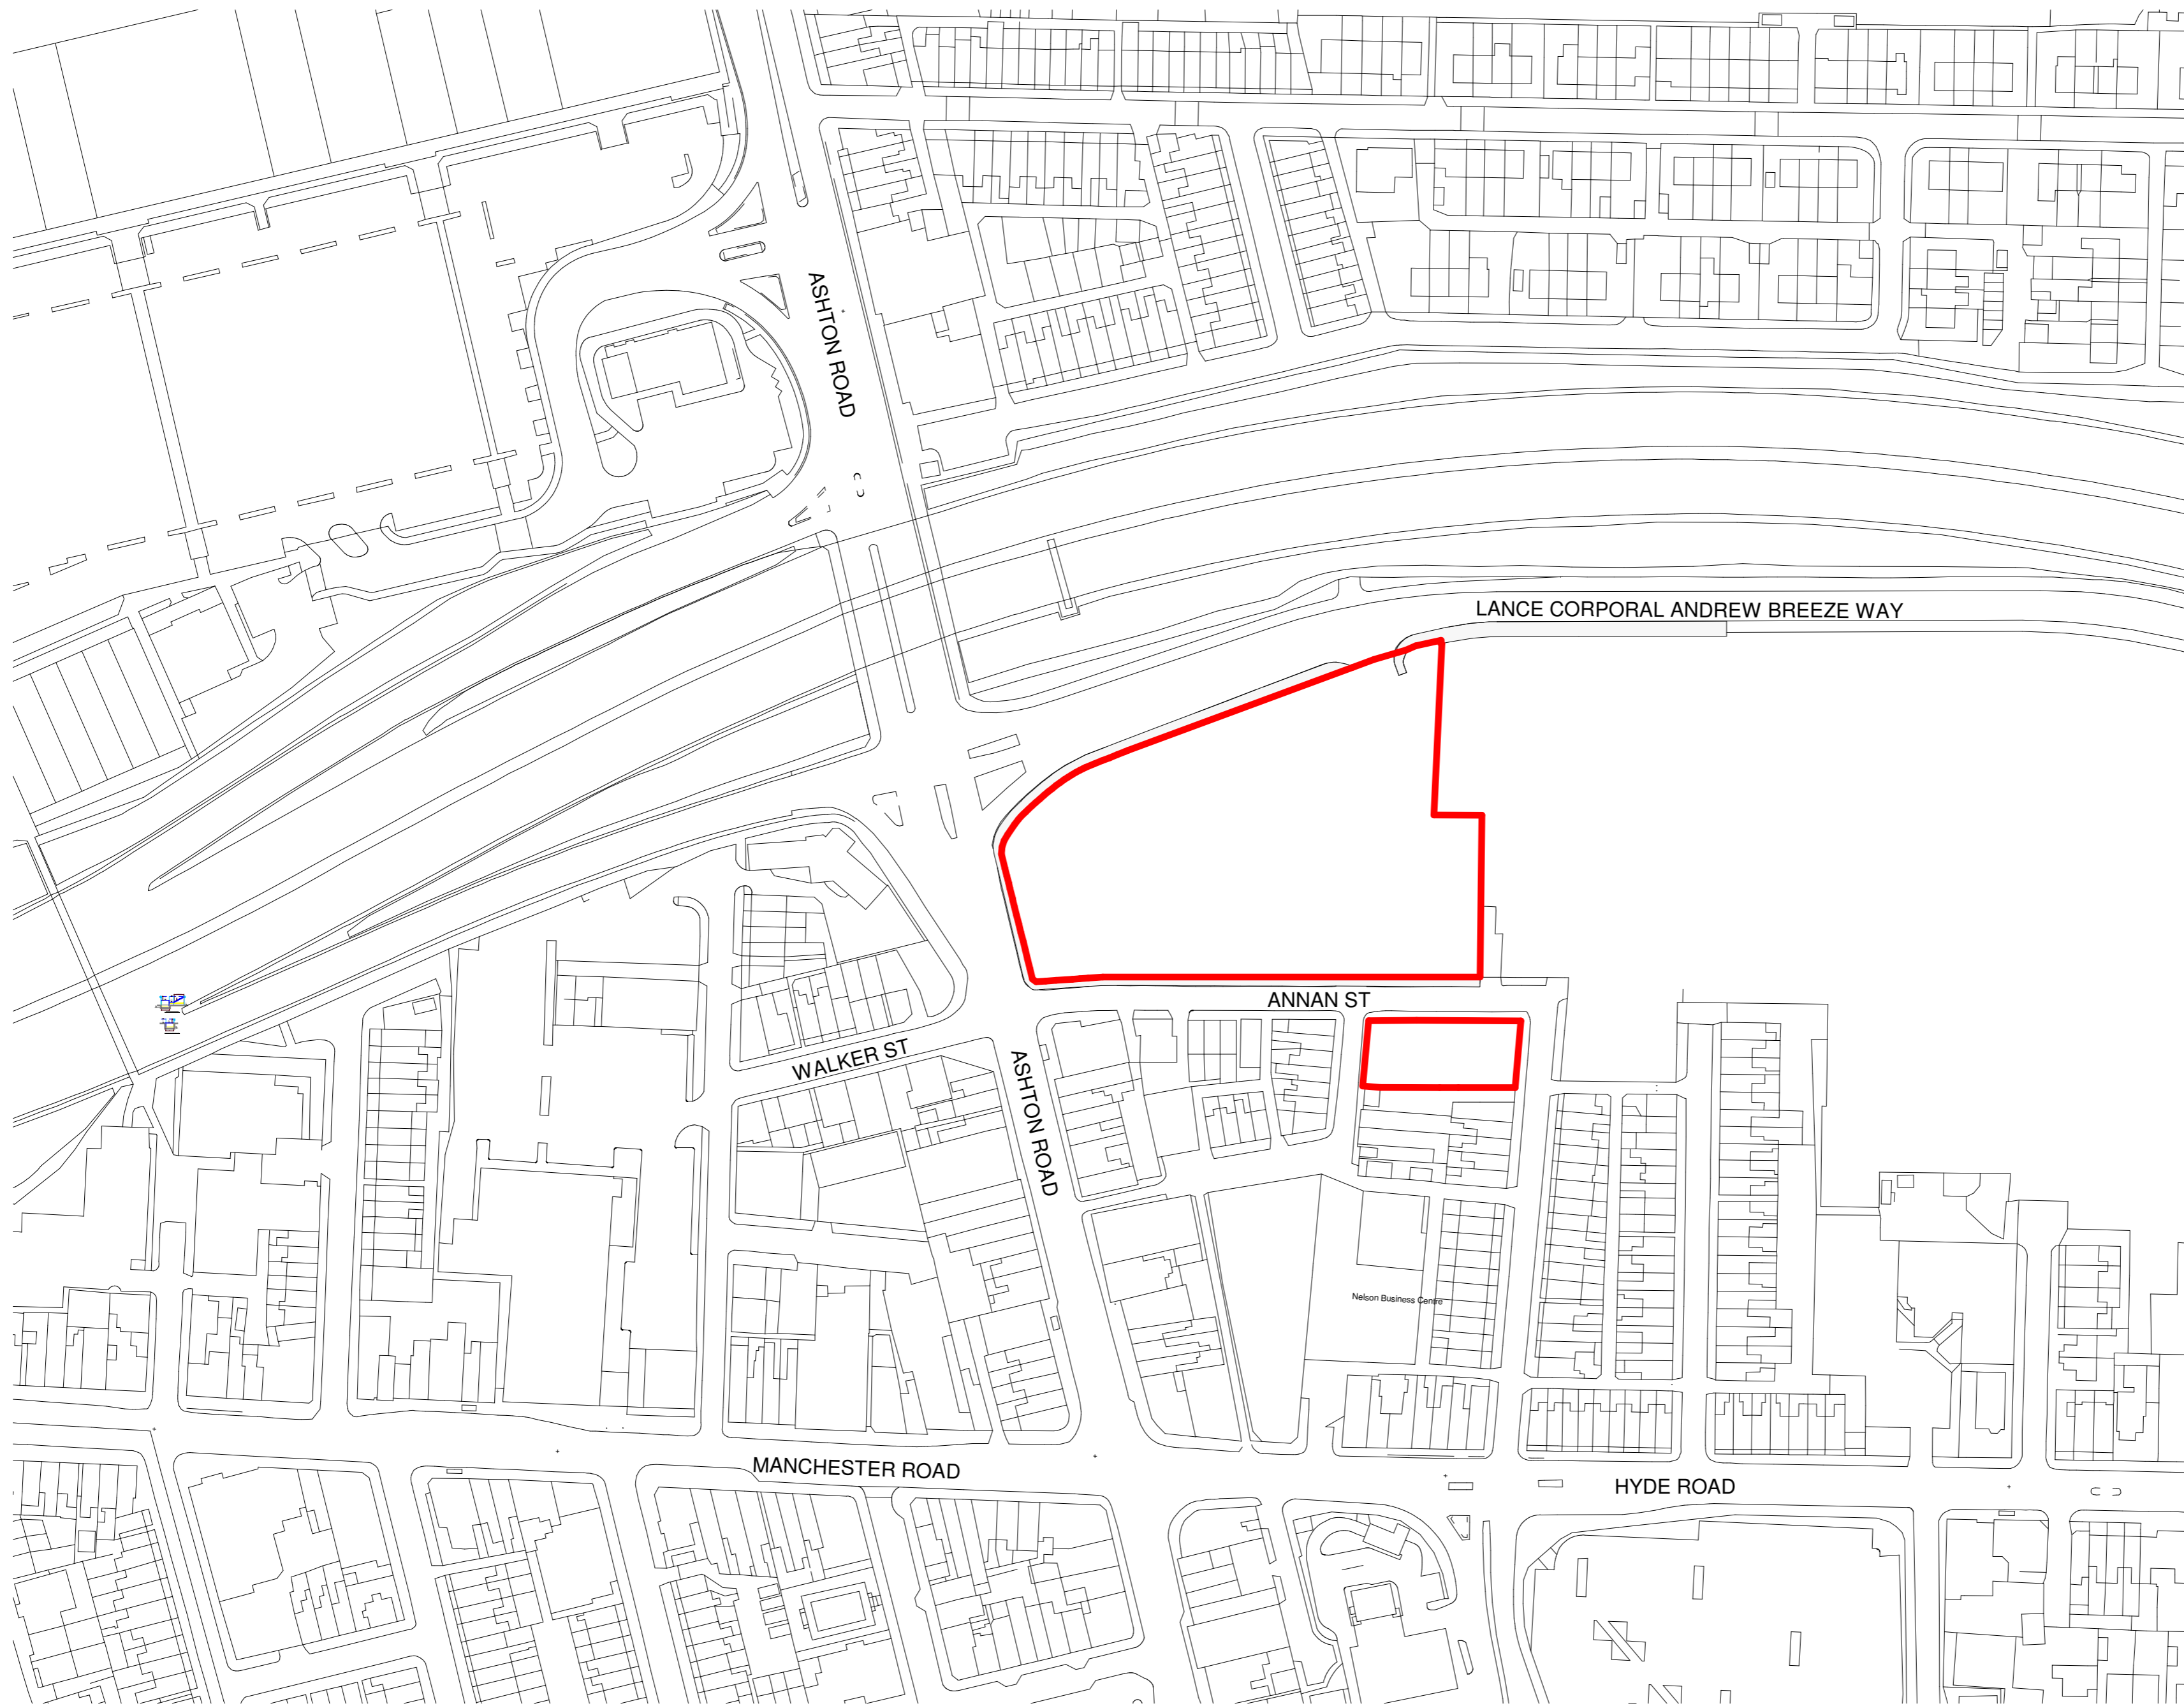 ASHTON ROAD
LANCE CORPORAL ANDREW BREEZE WAY
ANNAN ST
WALKER ST
ASHTON ROAD
Nelson Business Centre
MANCHESTER ROAD
HYDE ROAD